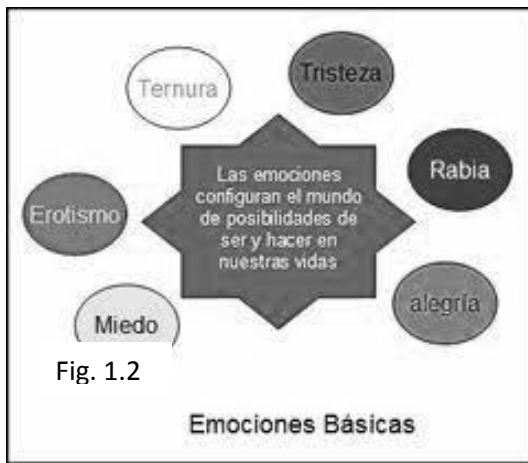 Ternura
Tristeza
Rabia
alegría
Miedo
Erotismo
Las emociones
configuran el mundo
de posibilidades de
ser y hacer en
nuestras vidas
Fig. 1.2
Emociones Básicas